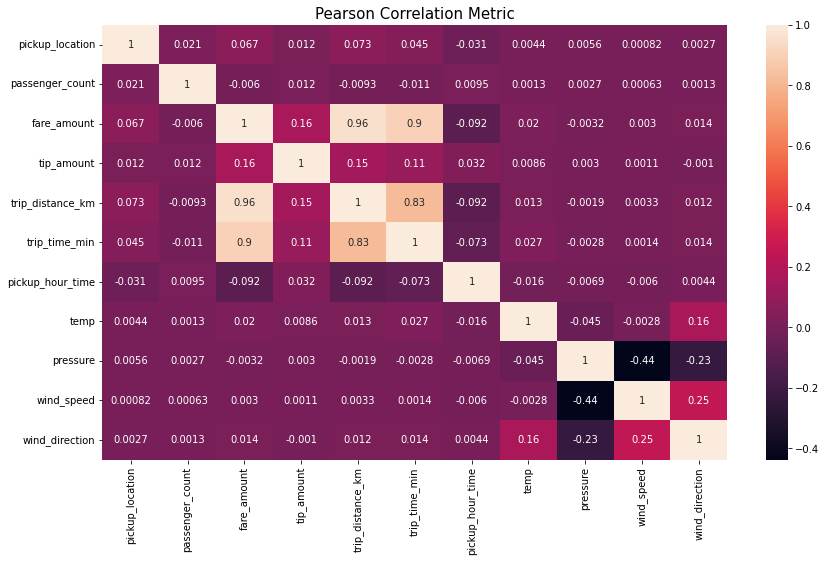 Pearson Correlation Metric
pickup_location 1 0.021 0.067 0.012 0.073 0.045 -0.031 0.0044 0.0056 0.00082 0.0027
passenger_count 0.021 1 -0.006 0.012 -0.0093 -0.011 0.0095 0.0013 0.0027 0.00063 0.0013
fare_amount 0.067 -0.006 1 0.16 0.96 0.9 -0.092 0.02 -0.0032 0.003 0.014
tip_amount 0.012 0.012 0.16 1 0.15 0.11 0.032 0.0086 0.003 0.0011 -0.001
trip_distance_km 0.073 -0.0093 0.96 0.15 1 0.83 -0.092 0.013 -0.0019 0.0033 0.012
trip_time_min 0.045 -0.011 0.9 0.11 0.83 1 -0.073 0.027 -0.0028 0.0014 0.014
pickup_hour_time -0.031 0.0095 -0.092 0.032 -0.092 -0.073 1 -0.016 -0.0069 -0.006 0.0044
temp 0.0044 0.0013 0.02 0.0086 0.013 0.027 -0.016 1 -0.045 -0.0028 0.16
pressure 0.0056 0.0027 -0.0032 0.003 -0.0019 -0.0028 -0.0069 -0.045 1 -0.44 -0.23
wind_speed 0.00082 0.00063 0.003 0.0011 0.0033 0.0014 -0.006 -0.0028 -0.44 1 0.25
wind_direction 0.0027 0.0013 0.014 -0.001 0.012 0.014 0.0044 0.16 -0.23 0.25 1
pickup_location
passenger_count
fare_amount
tip_amount
trip_distance_km
trip_time_min
pickup_hour_time
temp
pressure
wind_speed
wind_direction
1.0
0.8
0.6
0.4
0.2
0.0
−0.2
−0.4